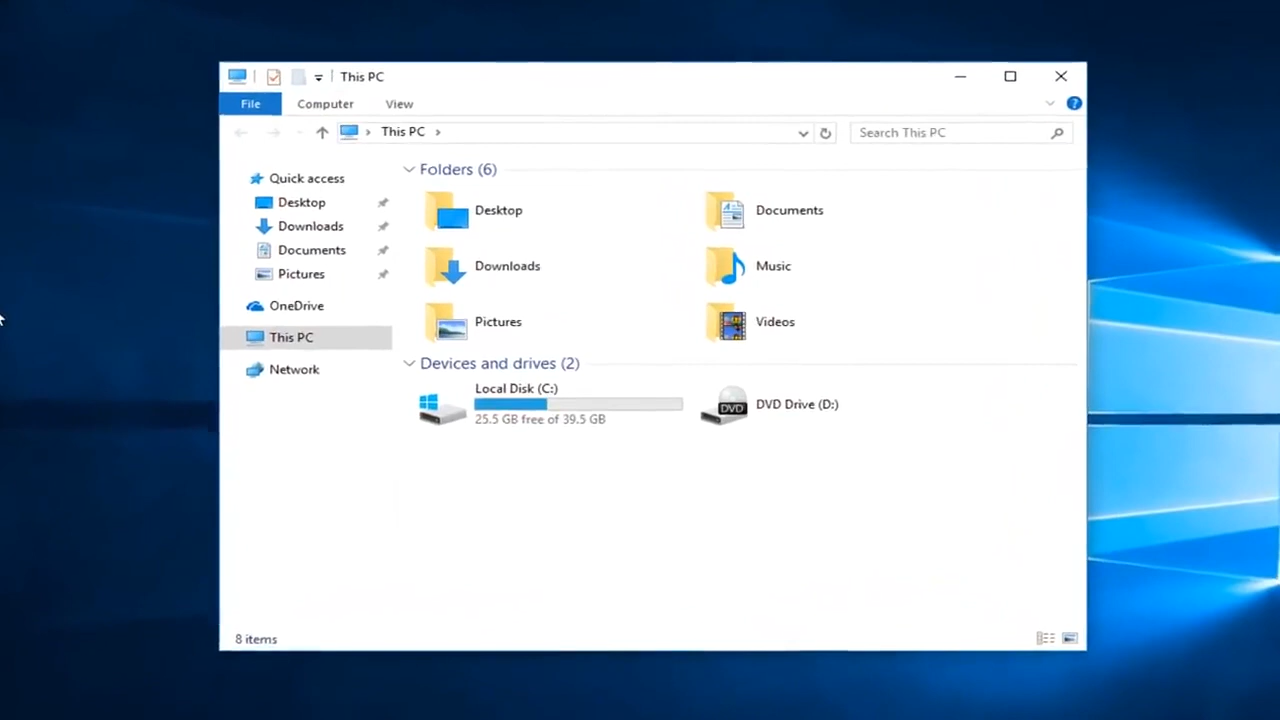 This PC
File Computer View
This PC
Search This PC
Quick access
Desktop
Downloads
Documents
Pictures
OneDrive
This PC
Network
Folders (6)
Desktop
Documents
Downloads
Music
Pictures
Videos
Devices and drives (2)
Local Disk (C:)
25.5 GB free of 39.5 GB
DVD
DVD Drive (D:)
8 items